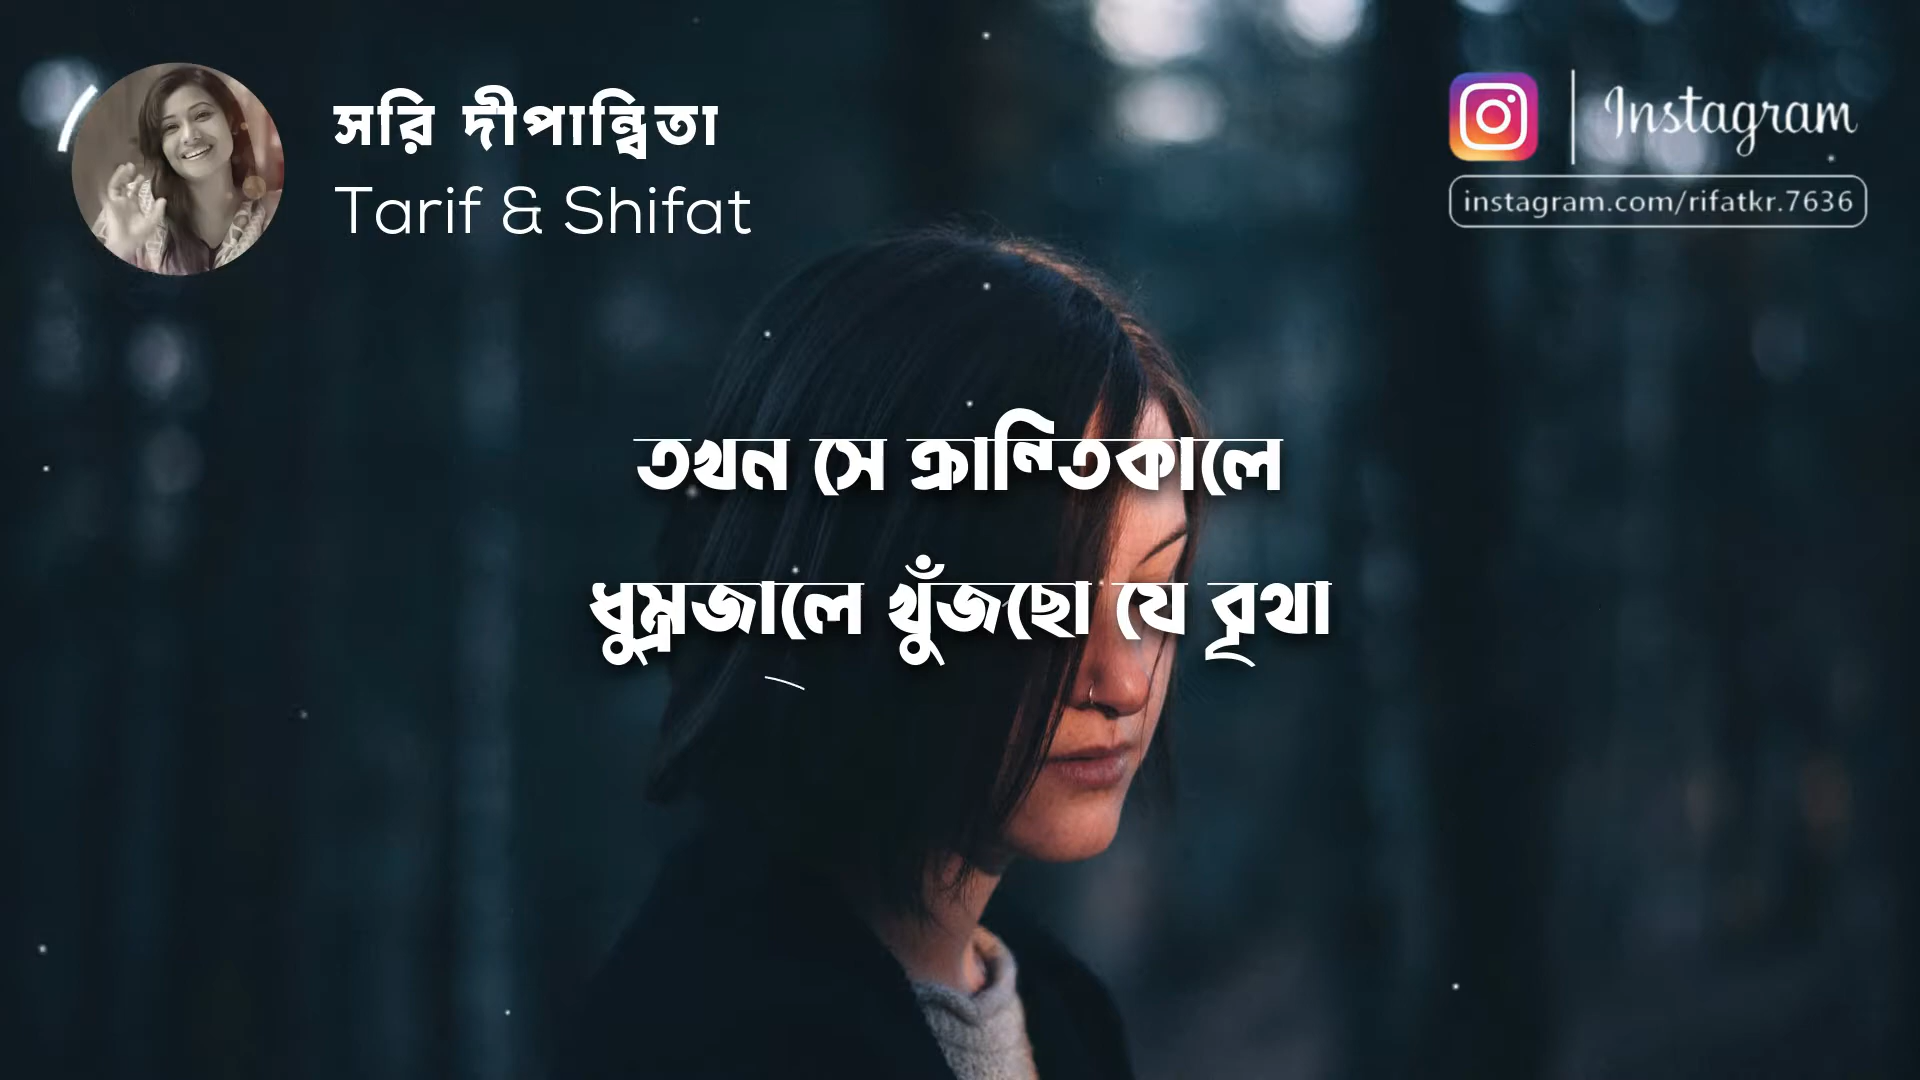 সরি দীপান্বিতা
Tarif & Shifat
Instagram
instagram.com/rifatkr.7636
তখন সে ক্রান্তিকালে
ধুম্রজালে খুঁজছো যে বৃথা